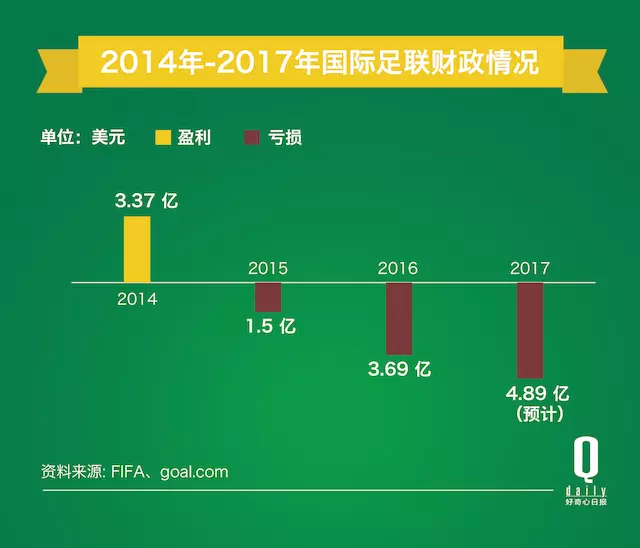 2014年-2017年国际足联财政情况
单位：美元 盈利 亏损
3.37 亿
2015 2016 2017
2014
1.5 亿
3.69 亿
4.89 亿
（预计）
资料来源: FIFA、goal.com
Q
daily
好奇心日报